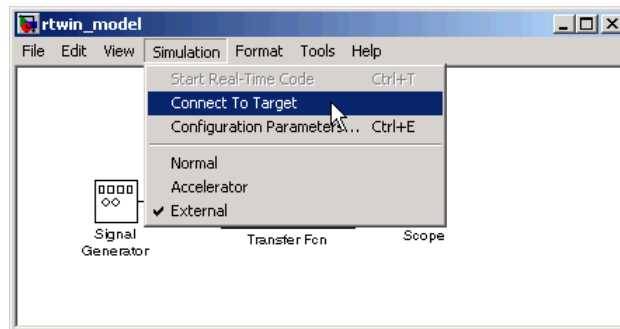 rtwin_model
File Edit View Simulation Format Tools Help
Start Real-Time Code Ctrl+T
Connect To Target
Configuration Parameters... Ctrl+E
Normal
Accelerator
External
Signal
Generator
Transfer Fcn
Scope